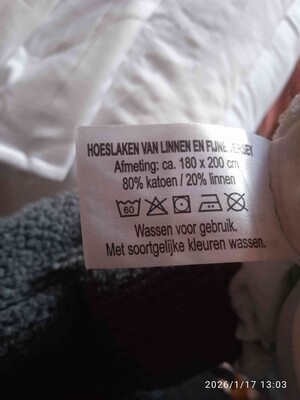 HOESLAKEN VAN LINNEN EN FIJNE JERSEY
Afmeting: ca. 180 x 200 cm
80% katoen / 20% linnen
60
Wassen voor gebruik.
Met soortgelijke kleuren wassen.
2026/1/17 13:03